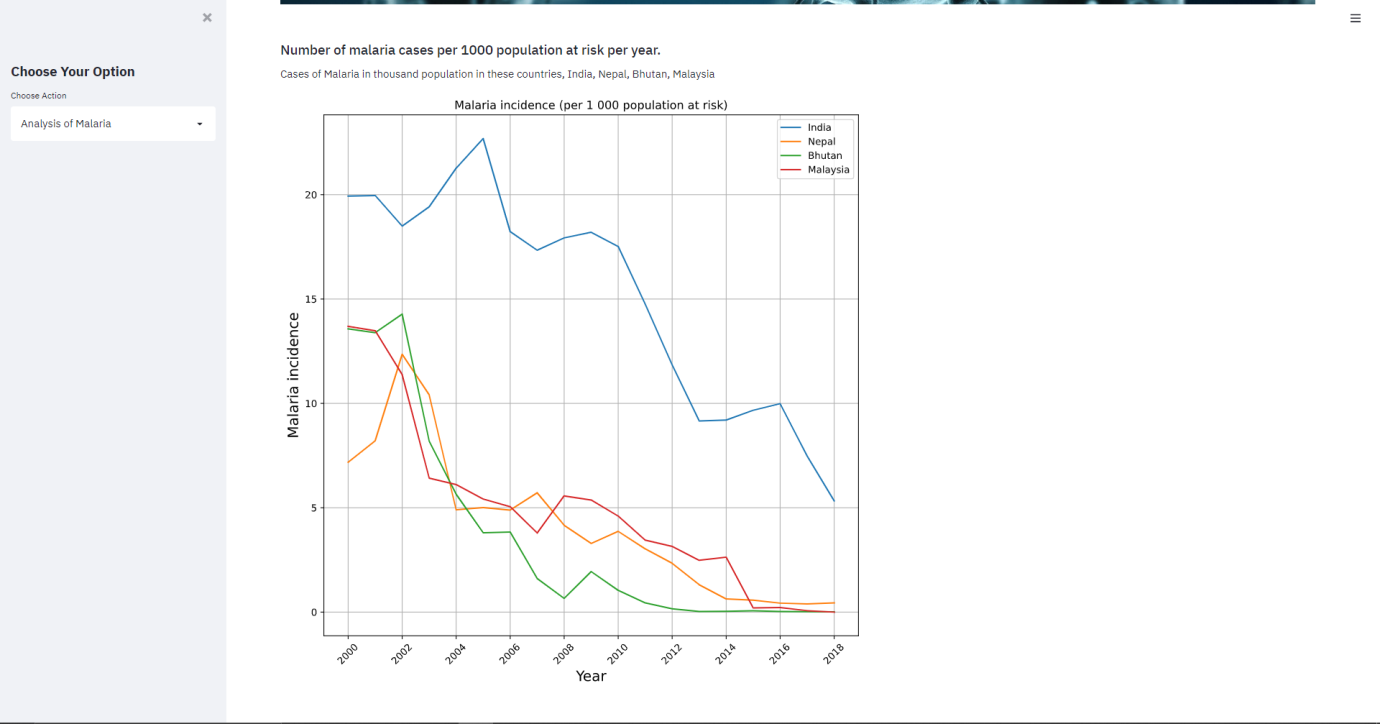 ×
≡
Choose Your Option
Choose Action
Analysis of Malaria
Number of malaria cases per 1000 population at risk per year.
Cases of Malaria in thousand population in these countries, India, Nepal, Bhutan, Malaysia
Malaria incidence (per 1 000 population at risk)
India
Nepal
Bhutan
Malaysia
20
15
10
5
0
Malaria incidence
2000
2002
2004
2006
2008
2010
2012
2014
2016
2018
Year